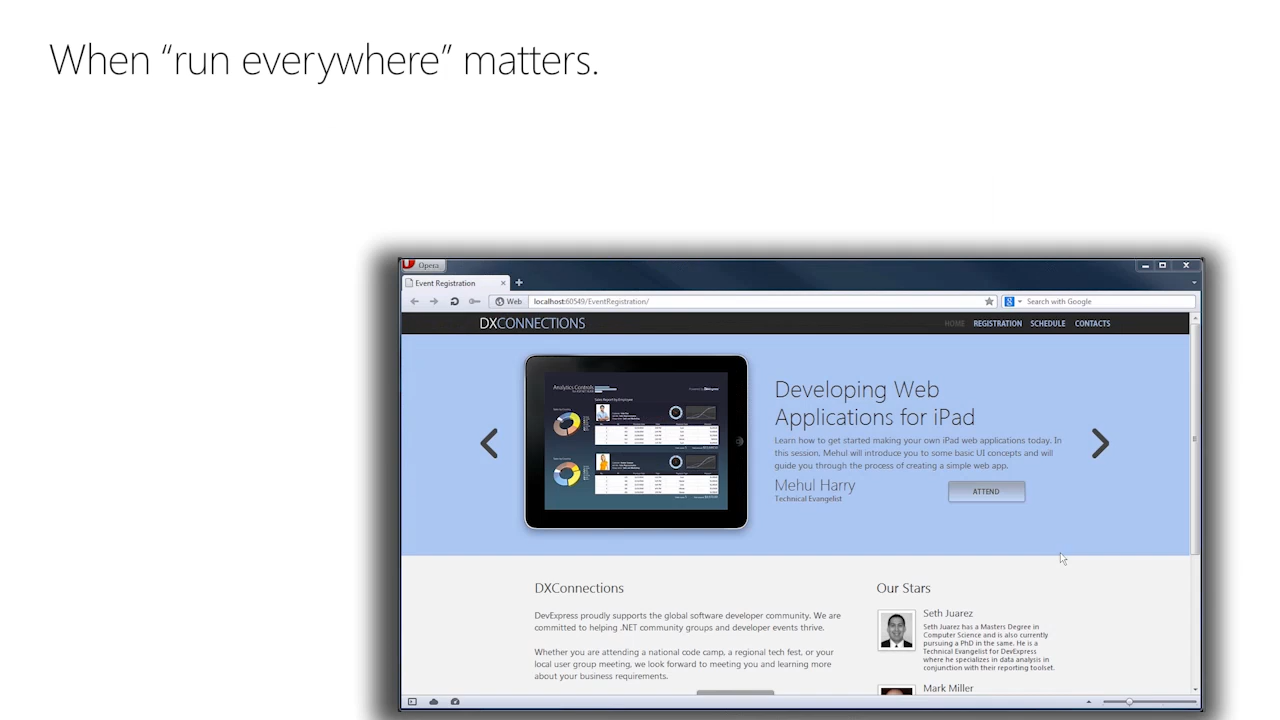 When “run everywhere” matters.
Opera
Event Registration
Web
localhost:60549/EventRegistration/
Search with Google
DXCONNECTIONS
HOME
REGISTRATION
SCHEDULE
CONTACTS
Analytics Controls
Sales Report by Employee
Developing Web
Applications for iPad
Learn how to get started making your own iPad web applications today. In
this session, Mehul will introduce you to some basic UI concepts and will
guide you through the process of creating a simple web app.
Mehul Harry
Technical Evangelist
ATTEND
DXConnections
DevExpress proudly supports the global software developer community. We are
committed to helping .NET community groups and developer events thrive.
Whether you are attending a national code camp, a regional tech fest, or your
local user group meeting, we look forward to meeting you and learning more
about your business requirements.
Our Stars
Seth Juarez
Seth Juarez has a Masters Degree in
Computer Science and is also currently
pursuing a PhD in the same. He is a
Technical Evangelist for DevExpress
where he specializes in data analysis in
conjunction with their reporting toolset.
Mark Miller